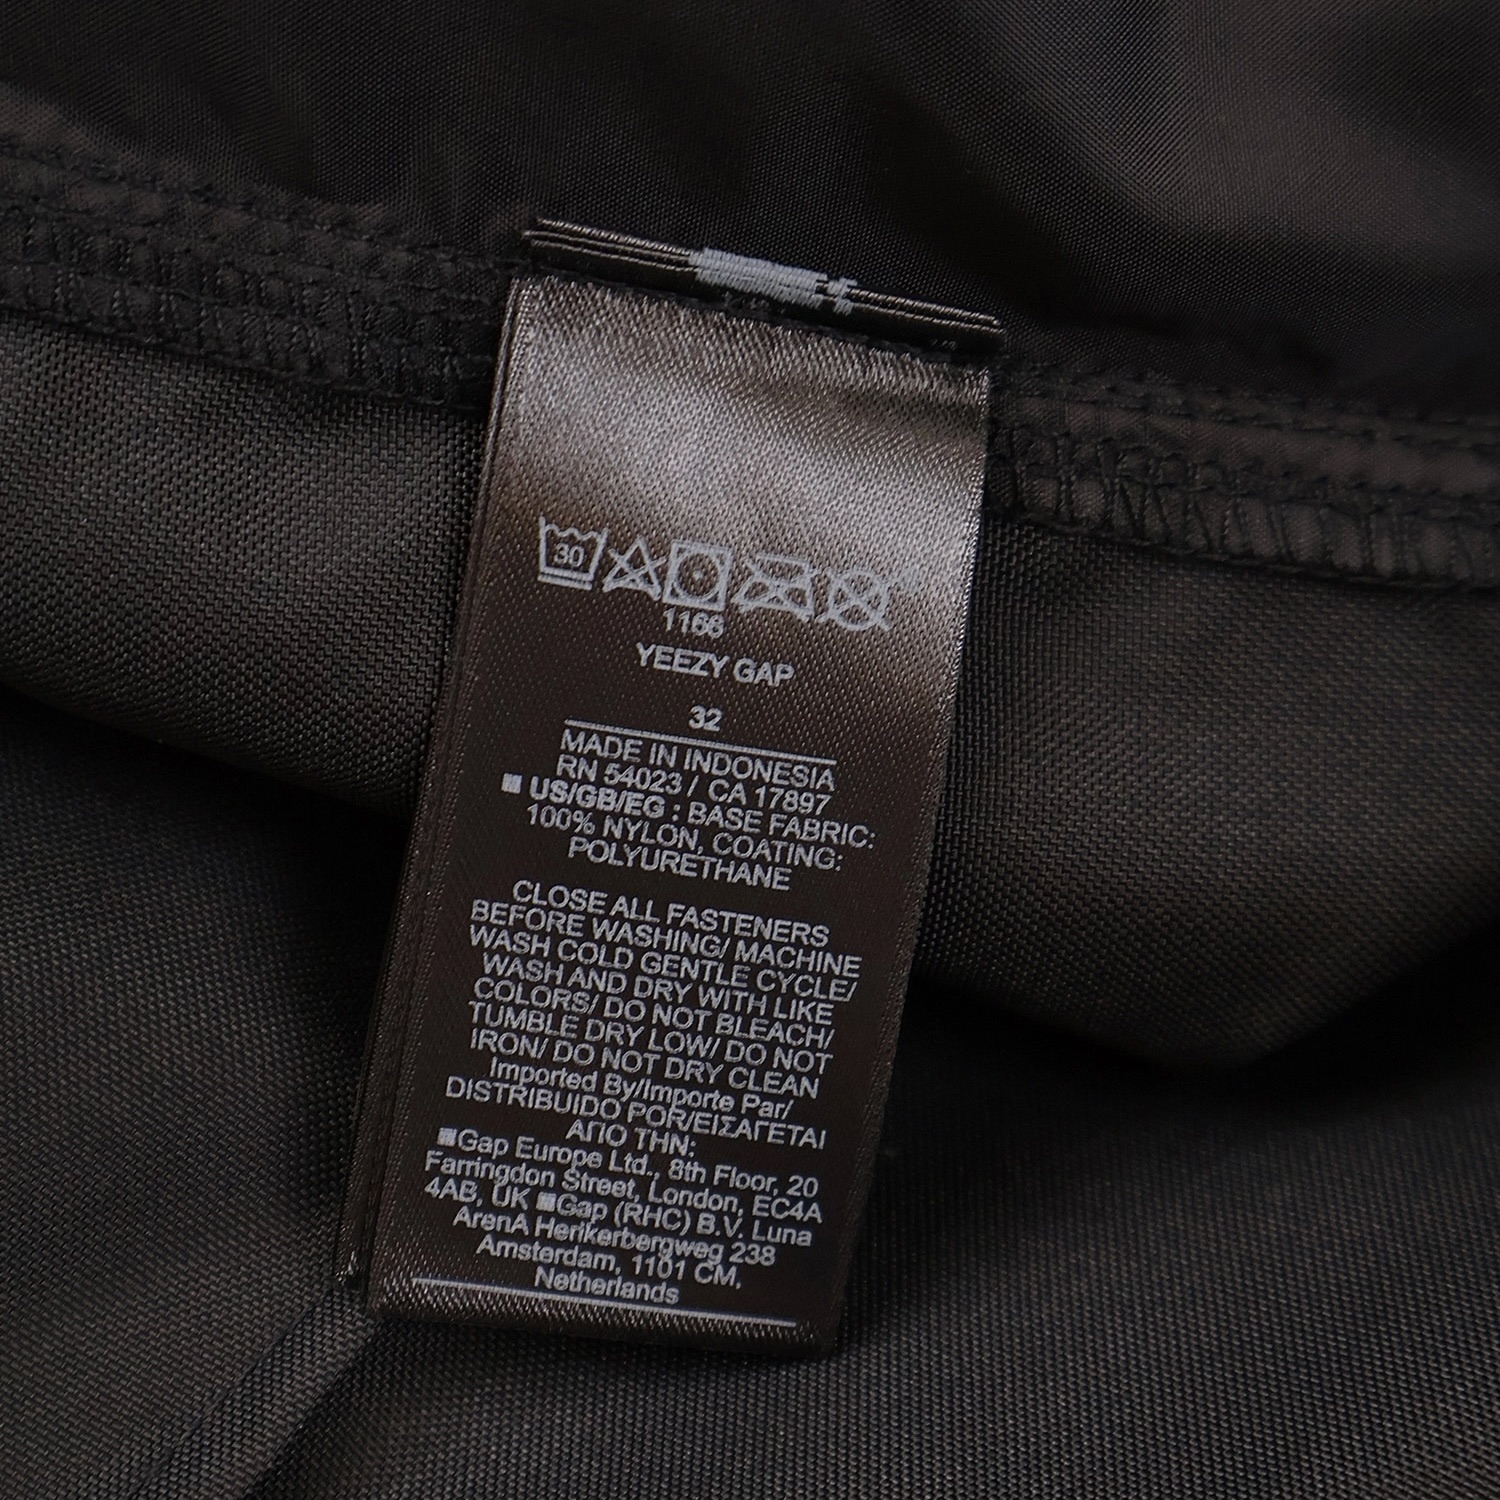 30
1166
YEEZY GAP
32
MADE IN INDONESIA
RN 54023 / CA 17897
US/GB/EG : BASE FABRIC:
100% NYLON, COATING:
POLYURETHANE
CLOSE ALL FASTENERS
BEFORE WASHING/ MACHINE
WASH COLD GENTLE CYCLE/
WASH AND DRY WITH LIKE
COLORS/ DO NOT BLEACH/
TUMBLE DRY LOW/ DO NOT
IRON/ DO NOT DRY CLEAN
Imported By/Importe Par/
DISTRIBUIDO POR/ΕΙΣΑΓΕΤΑΙ
ΑΠΟ ΤΗΝ:
Gap Europe Ltd., 8th Floor, 20
Farringdon Street, London, EC4A
4AB, UK Gap (RHC) B.V. Luna
ArenA Herikerbergweg 238
Amsterdam, 1101 CM,
Netherlands